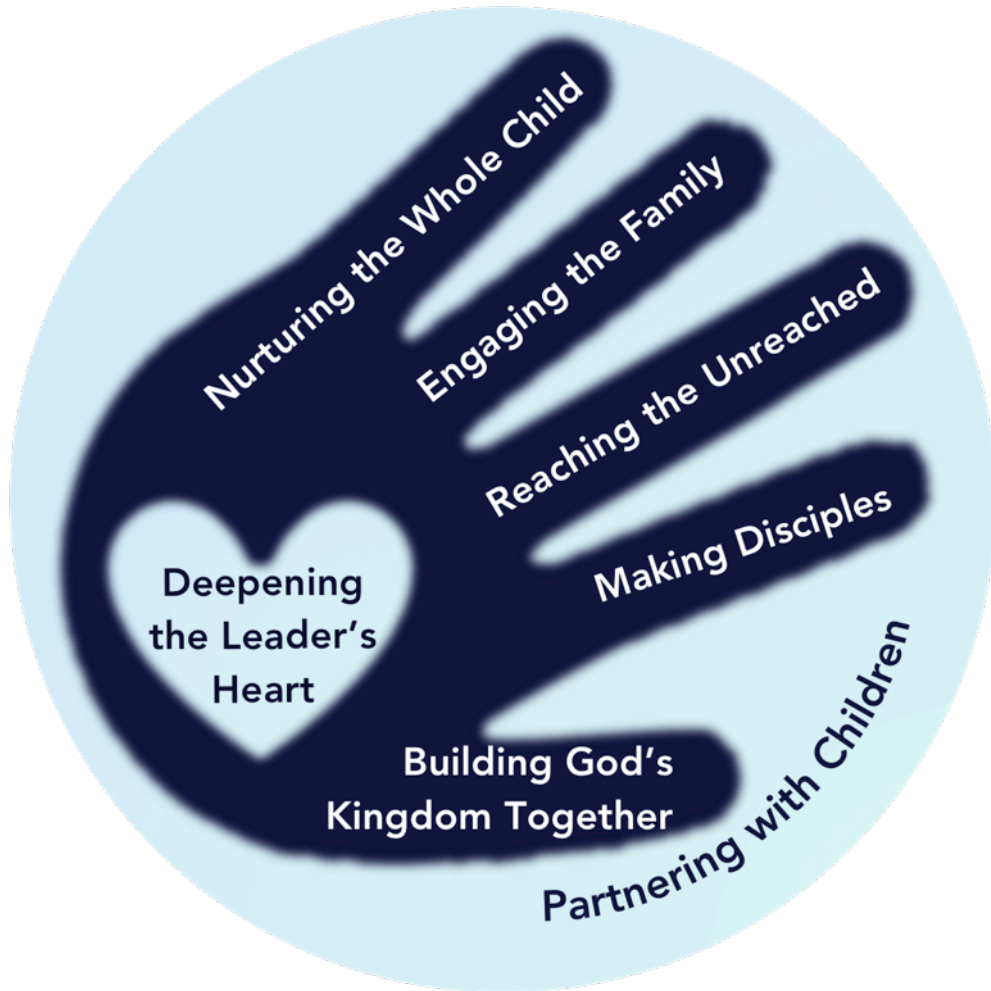 Nurturing the Whole Child
Engaging the Family
Reaching the Unreached
Making Disciples
Deepening
the Leader’s
Heart
Building God’s
Kingdom Together
Partnering with Children